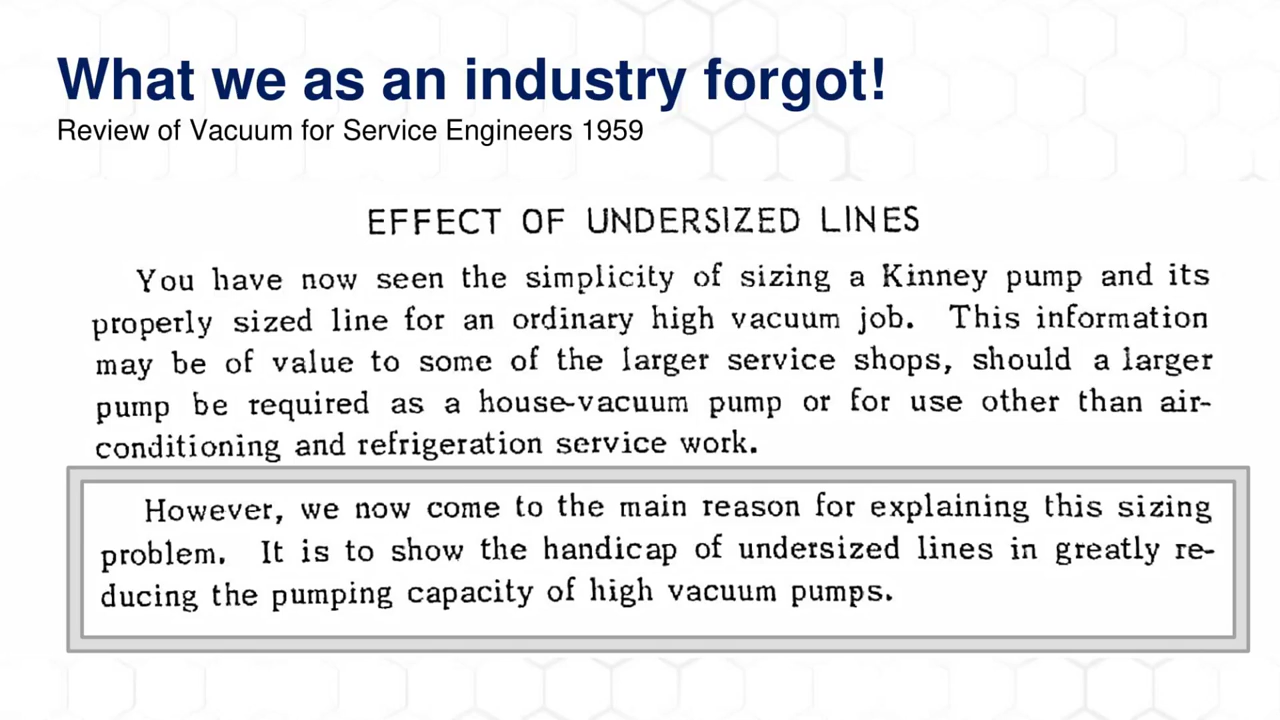 What we as an industry forgot!
Review of Vacuum for Service Engineers 1959
EFFECT OF UNDERSIZED LINES
You have now seen the simplicity of sizing a Kinney pump and its
properly sized line for an ordinary high vacuum job. This information
may be of value to some of the larger service shops, should a larger
pump be required as a house-vacuum pump or for use other than air-
conditioning and refrigeration service work.
However, we now come to the main reason for explaining this sizing
problem. It is to show the handicap of undersized lines in greatly re-
ducing the pumping capacity of high vacuum pumps.